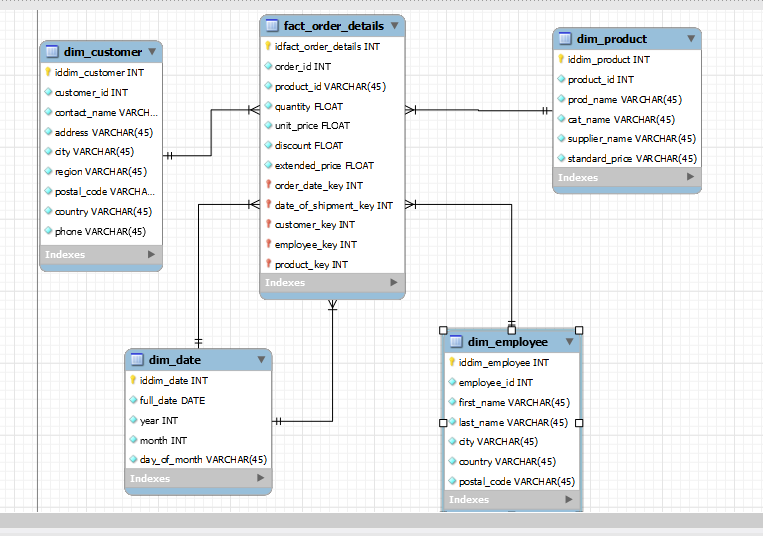 dim_customer
iddim_customer INT
customer_id INT
contact_name VARCH...
address VARCHAR(45)
city VARCHAR(45)
region VARCHAR(45)
postal_code VARCHA...
country VARCHAR(45)
phone VARCHAR(45)
Indexes
fact_order_details
idfact_order_details INT
order_id INT
product_id VARCHAR(45)
quantity FLOAT
unit_price FLOAT
discount FLOAT
extended_price FLOAT
order_date_key INT
date_of_shipment_key INT
customer_key INT
employee_key INT
product_key INT
Indexes
dim_product
iddim_product INT
product_id INT
prod_name VARCHAR(45)
cat_name VARCHAR(45)
supplier_name VARCHAR(45)
standard_price VARCHAR(45)
Indexes
dim_date
iddim_date INT
full_date DATE
year INT
month INT
day_of_month VARCHAR(45)
Indexes
dim_employee
iddim_employee INT
employee_id INT
first_name VARCHAR(45)
last_name VARCHAR(45)
city VARCHAR(45)
country VARCHAR(45)
postal_code VARCHAR(45)
Indexes